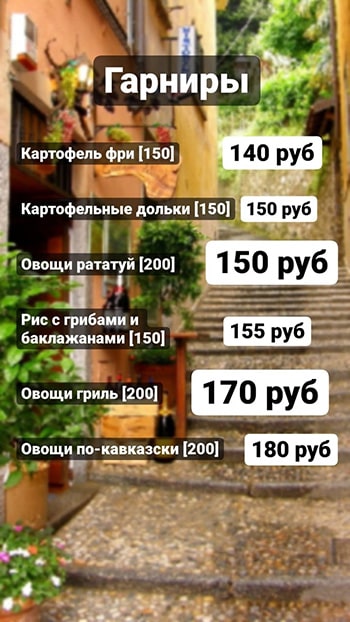 Гарниры
Картофель фри [150] 140 руб
Картофельные дольки [150] 150 руб
Овощи рататуй [200] 150 руб
Рис с грибами и
баклажанами [150] 155 руб
Овощи гриль [200] 170 руб
Овощи по-кавказски [200] 180 руб